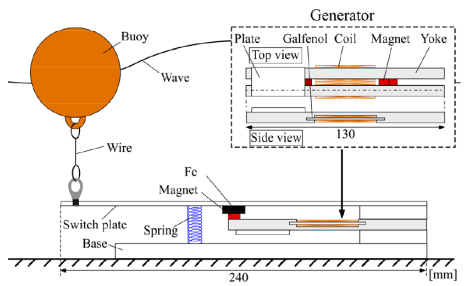 Generator
Buoy
Plate Galfenol Coil Magnet Yoke
Top view
Wave
Side view
130
Wire
Fe
Magnet
Switch plate
Spring
Base
240
[mm]